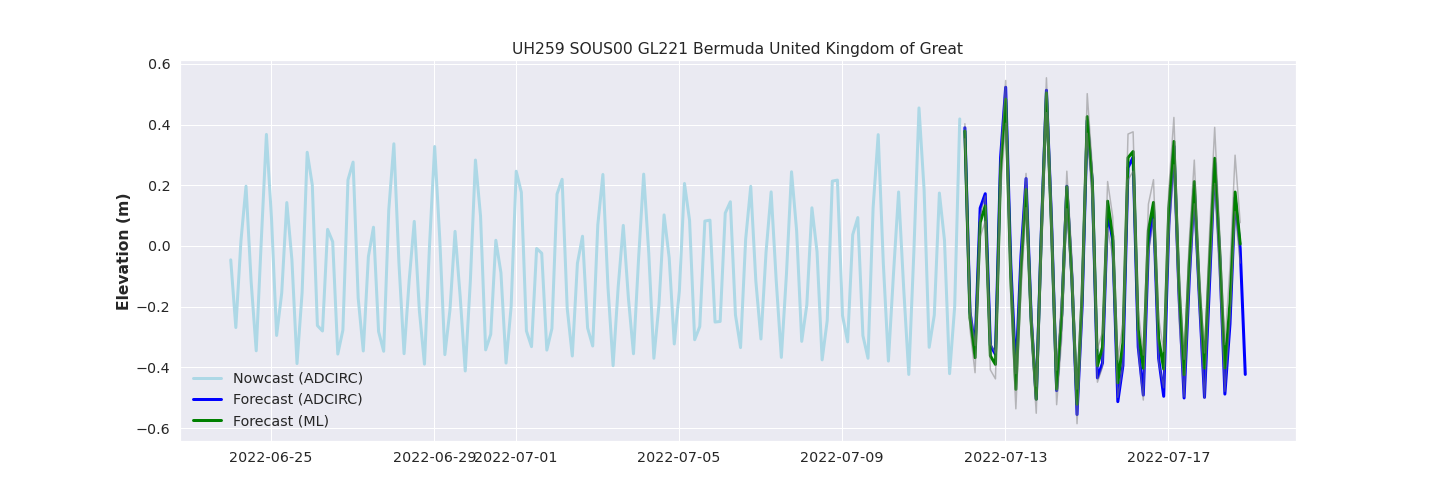 UH259 SOUS00 GL221 Bermuda United Kingdom of Great
Elevation (m)
0.6
0.4
0.2
0.0
−0.2
−0.4
−0.6
Nowcast (ADCIRC)
Forecast (ADCIRC)
Forecast (ML)
2022-06-25 2022-06-29 2022-07-01 2022-07-05 2022-07-09 2022-07-13 2022-07-17